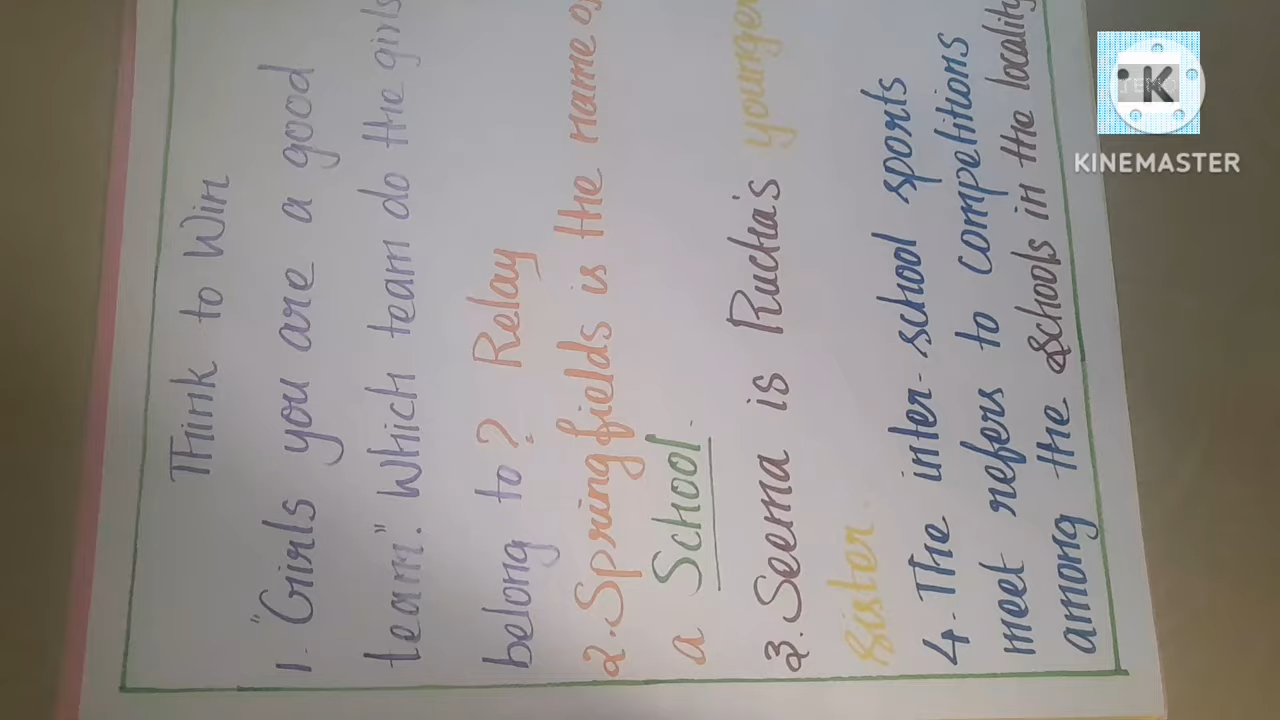 Think to Win
1. "Girls you are a good
team." Which team do the girls
belong to? Relay
2. Springfields is the name of
a School.
3. Seema is Rucha's younger
Sister.
4. The inter-school sports
meet refers to competitions
among the schools in the locality
KINEMASTER